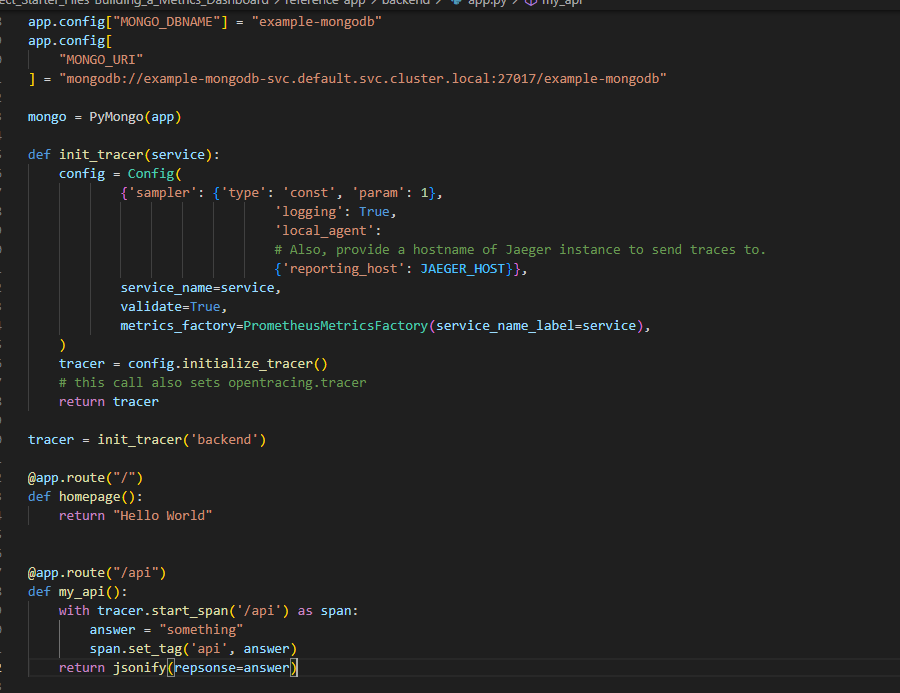 ect_Starter_Files-Building_a_Metrics_Dashboard > reference-app > backend > app.py > my_api
app.config["MONGO_DBNAME"] = "example-mongodb"
app.config[
"MONGO_URI"
] = "mongodb://example-mongodb-svc.default.svc.cluster.local:27017/example-mongodb"
mongo = PyMongo(app)
def init_tracer(service):
config = Config(
{'sampler': {'type': 'const', 'param': 1},
'logging': True,
'local_agent':
# Also, provide a hostname of Jaeger instance to send traces to.
{'reporting_host': JAEGER_HOST}},
service_name=service,
validate=True,
metrics_factory=PrometheusMetricsFactory(service_name_label=service),
)
tracer = config.initialize_tracer()
# this call also sets opentracing.tracer
return tracer
tracer = init_tracer('backend')
@app.route("/")
def homepage():
return "Hello World"
@app.route("/api")
def my_api():
with tracer.start_span('/api') as span:
answer = "something"
span.set_tag('api', answer)
return jsonify(repsonse=answer)